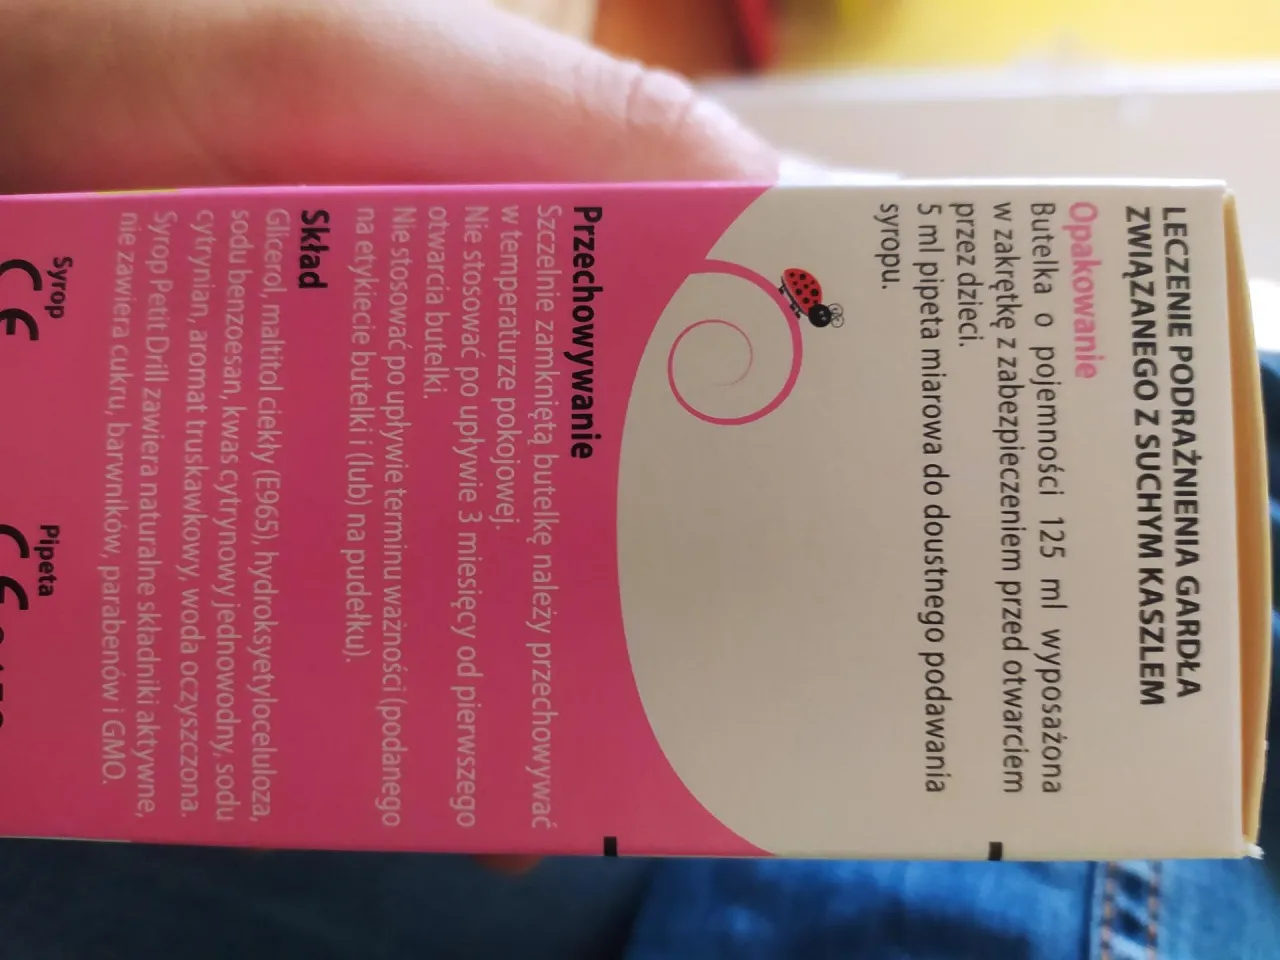 LECZENIE PODRAŻNIENIA GARDŁA
ZWIĄZANEGO Z SUCHYM KASZLEM
Opakowanie
Butelka o pojemności 125 ml wyposażona
w zakrętkę z zabezpieczeniem przed otwarciem
przez dzieci.
5 ml pipeta miarowa do doustnego podawania
syropu.
Przechowywanie
Szczelnie zamkniętą butelkę należy przechowywać
w temperaturze pokojowej.
Nie stosować po upływie 3 miesięcy od pierwszego
otwarcia butelki.
Nie stosować po upływie terminu ważności (podanego
na etykiecie butelki i (lub) na pudełku).
Skład
Glicerol, maltitol ciekły (E965), hydroksyetyloceluloza,
sodu benzoesan, kwas cytrynowy jednowodny, sodu
cytrynian, aromat truskawkowy, woda oczyszczona.
Syrop Petit Drill zawiera naturalne składniki aktywne,
nie zawiera cukru, barwników, parabenów i GMO.
Syrop Pipeta
CE CE